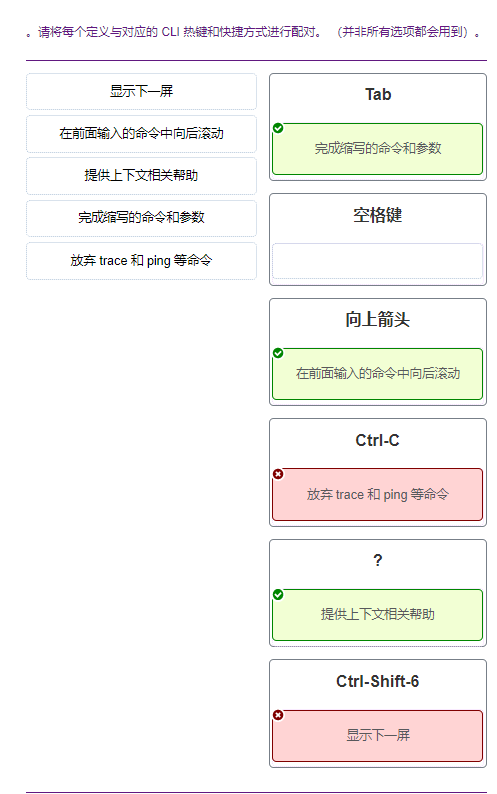 。请将每个定义与对应的 CLI 热键和快捷方式进行配对。 （并非所有选项都会用到）。
显示下一屏
在前面输入的命令中向后滚动
提供上下文相关帮助
完成缩写的命令和参数
放弃 trace 和 ping 等命令
Tab
完成缩写的命令和参数
空格键
向上箭头
在前面输入的命令中向后滚动
Ctrl-C
放弃 trace 和 ping 等命令
?
提供上下文相关帮助
Ctrl-Shift-6
显示下一屏